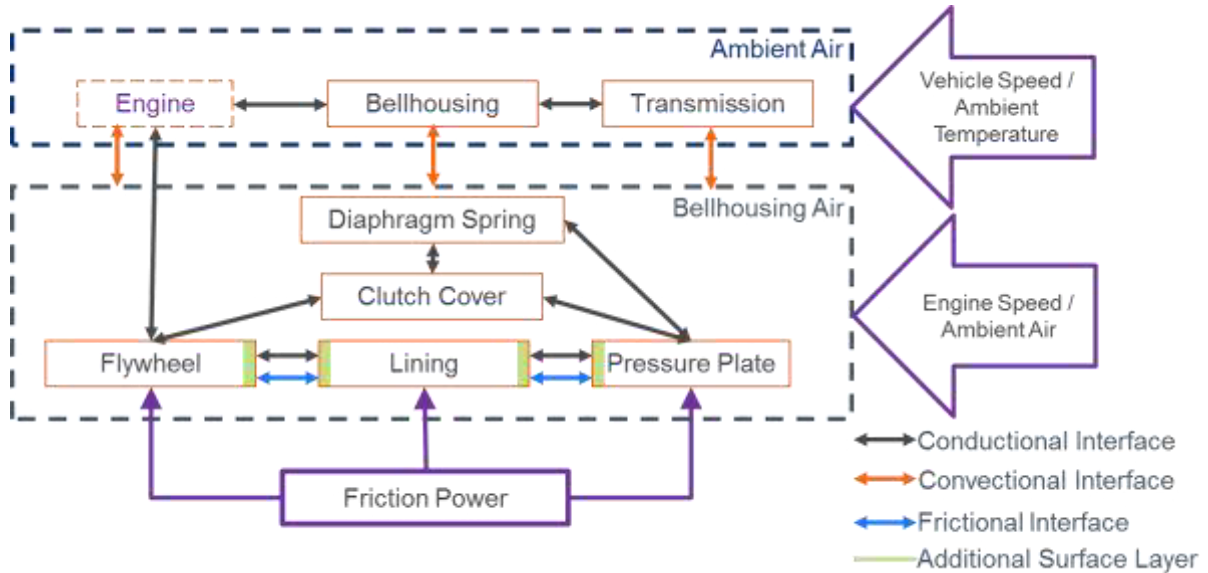 Ambient Air
Engine
Bellhousing
Transmission
Vehicle Speed /
Ambient
Temperature
Bellhousing Air
Diaphragm Spring
Clutch Cover
Engine Speed /
Ambient Air
Flywheel
Lining
Pressure Plate
Friction Power
Conductional Interface
Convectional Interface
Frictional Interface
Additional Surface Layer